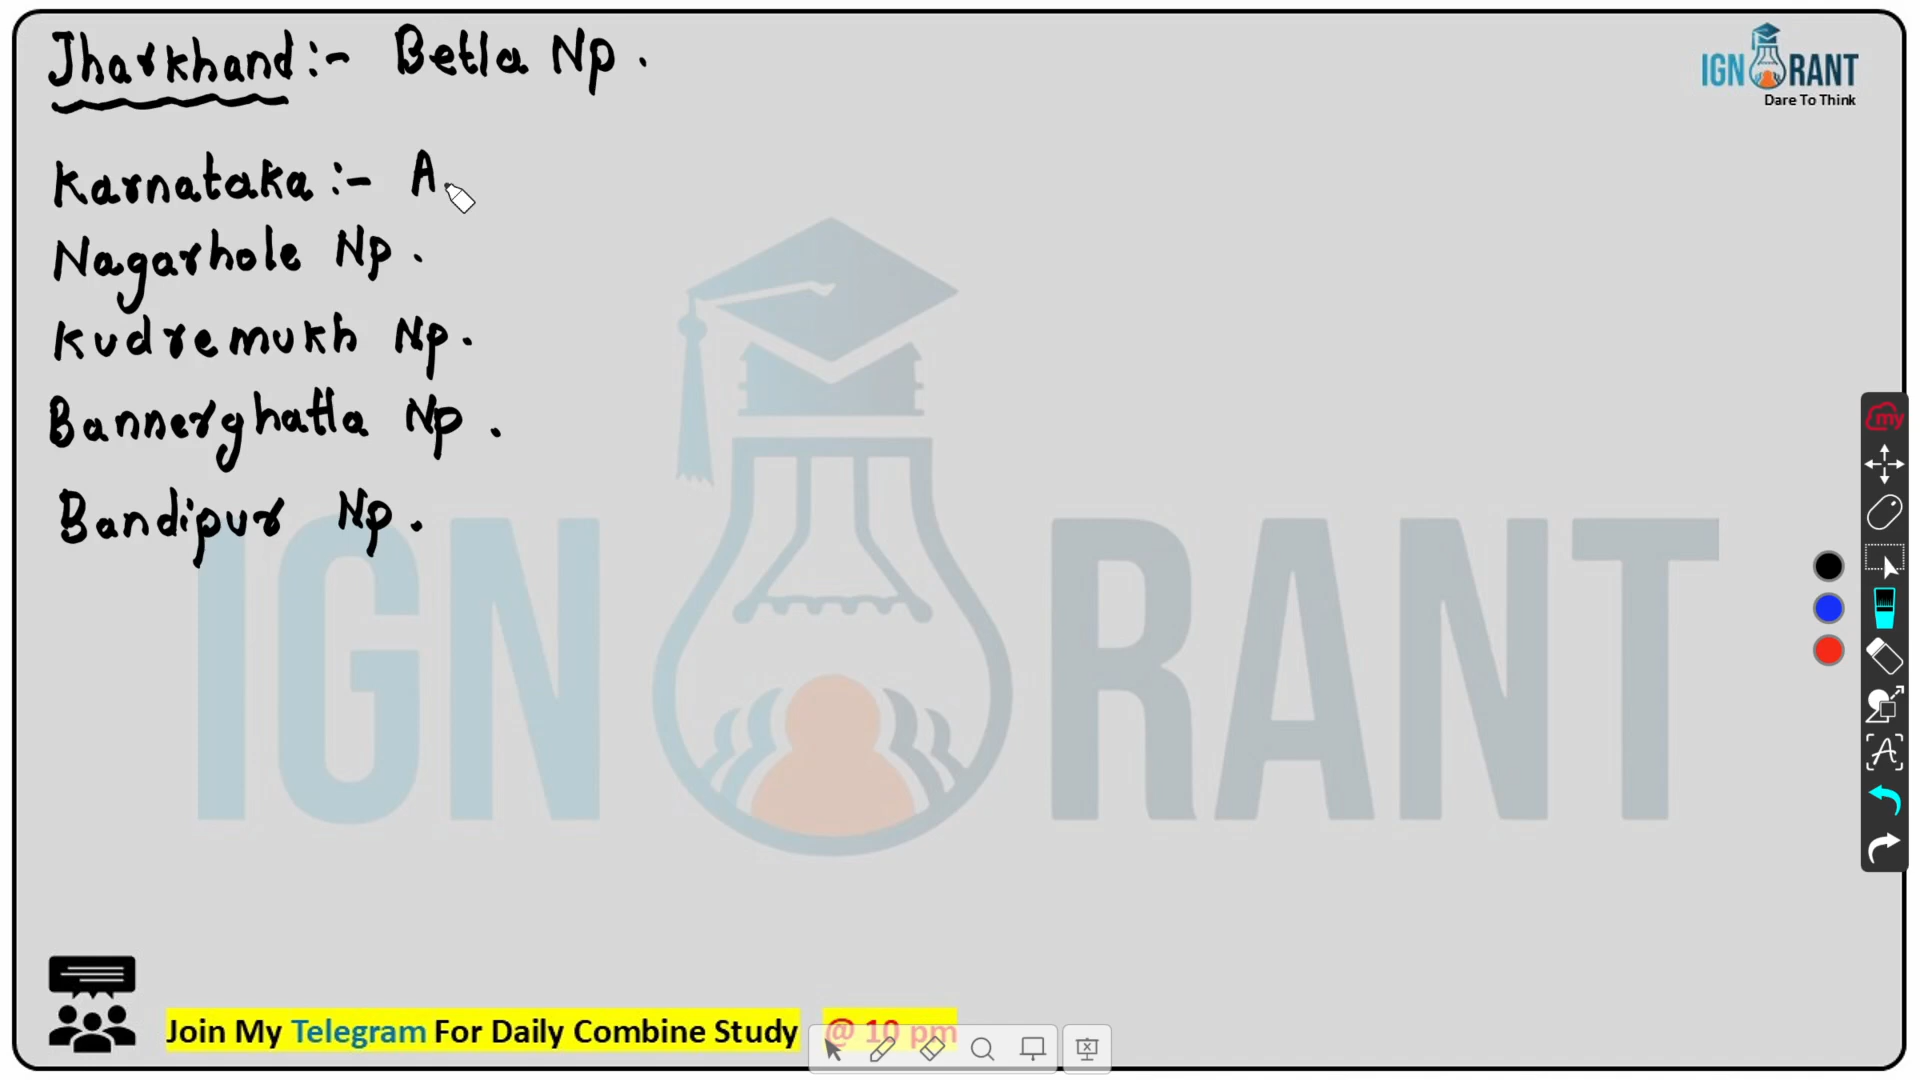 Jharkhand :- Betla Np.
IGNORANT
Dare To Think
Karnataka :- A
Nagarhole Np.
Kudremukh Np.
Bannerghatta Np.
Bandipur Np.
IGNORANT
my
A
Join My Telegram For Daily Combine Study @ 10 pm